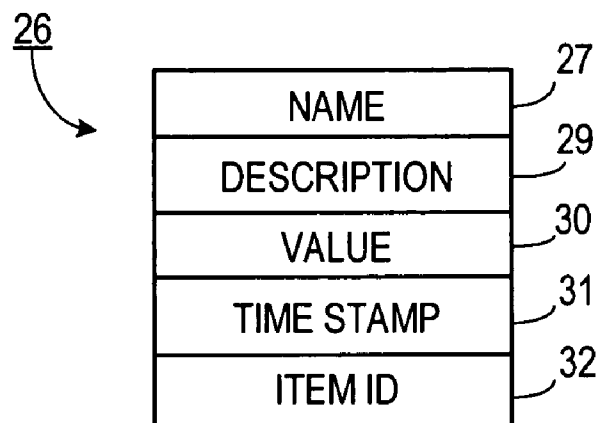 26
NAME 27
DESCRIPTION 29
VALUE 30
TIME STAMP 31
ITEM ID 32